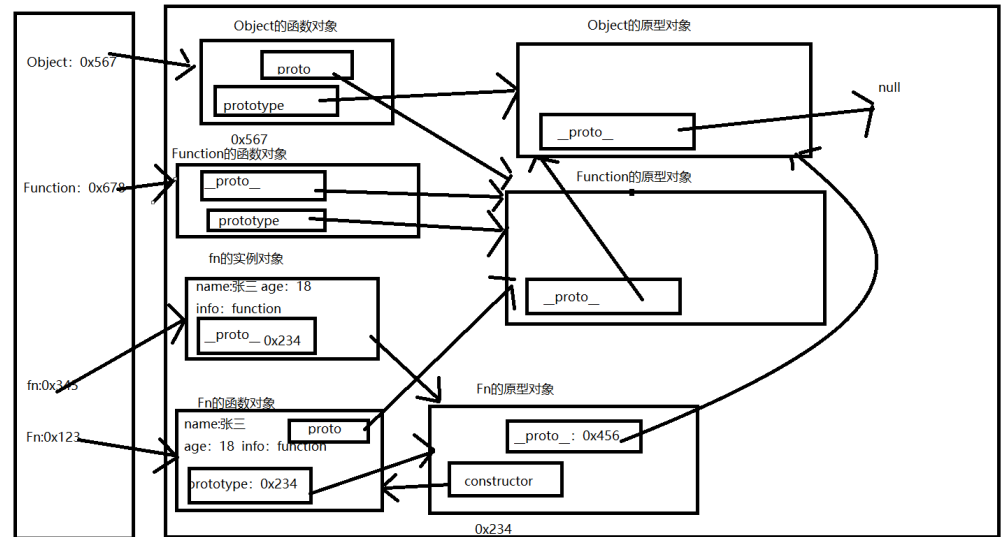 Object的函数对象
Object的原型对象
Object：0x567
proto
prototype
__proto__
null
0x567
Function的函数对象
Function的原型对象
Function：0x678
__proto__
prototype
__proto__
fn的实例对象
name:张三 age：18
info：function
__proto__ 0x234
fn:0x345
Fn的函数对象
Fn的原型对象
name:张三
proto
age：18 info：function
__proto__：0x456
Fn:0x123
prototype：0x234
constructor
0x234